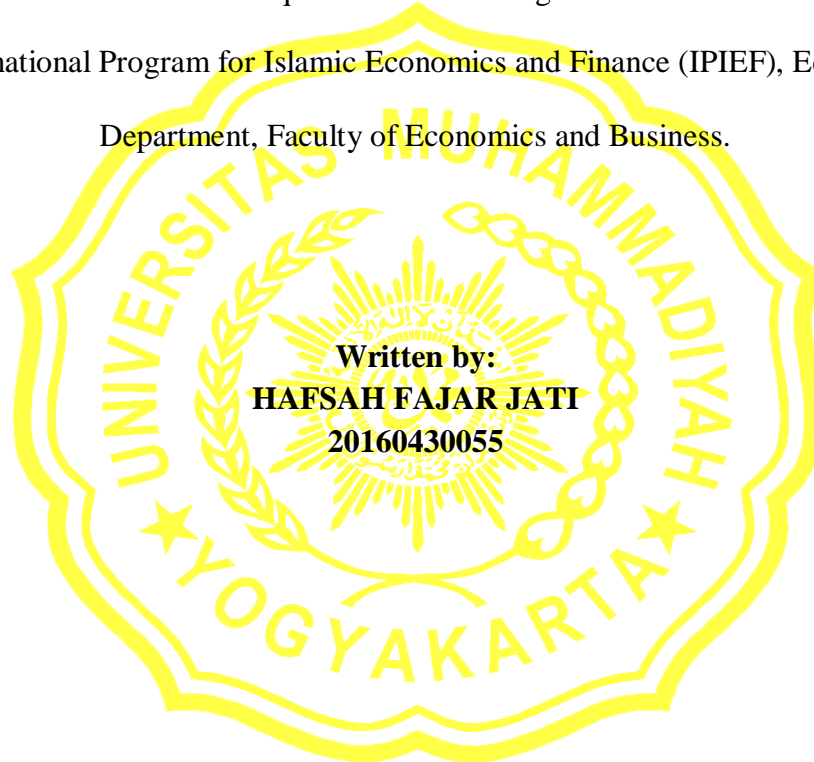 national Program for Islamic Economics and Finance (IPIEF),
Department, Faculty of Economics and Business.
UNIVERSITAS MUHAMMADIYAH
Written by:
HAFSAH FAJAR JATI
20160430055
★ YOGYAKARTA ★